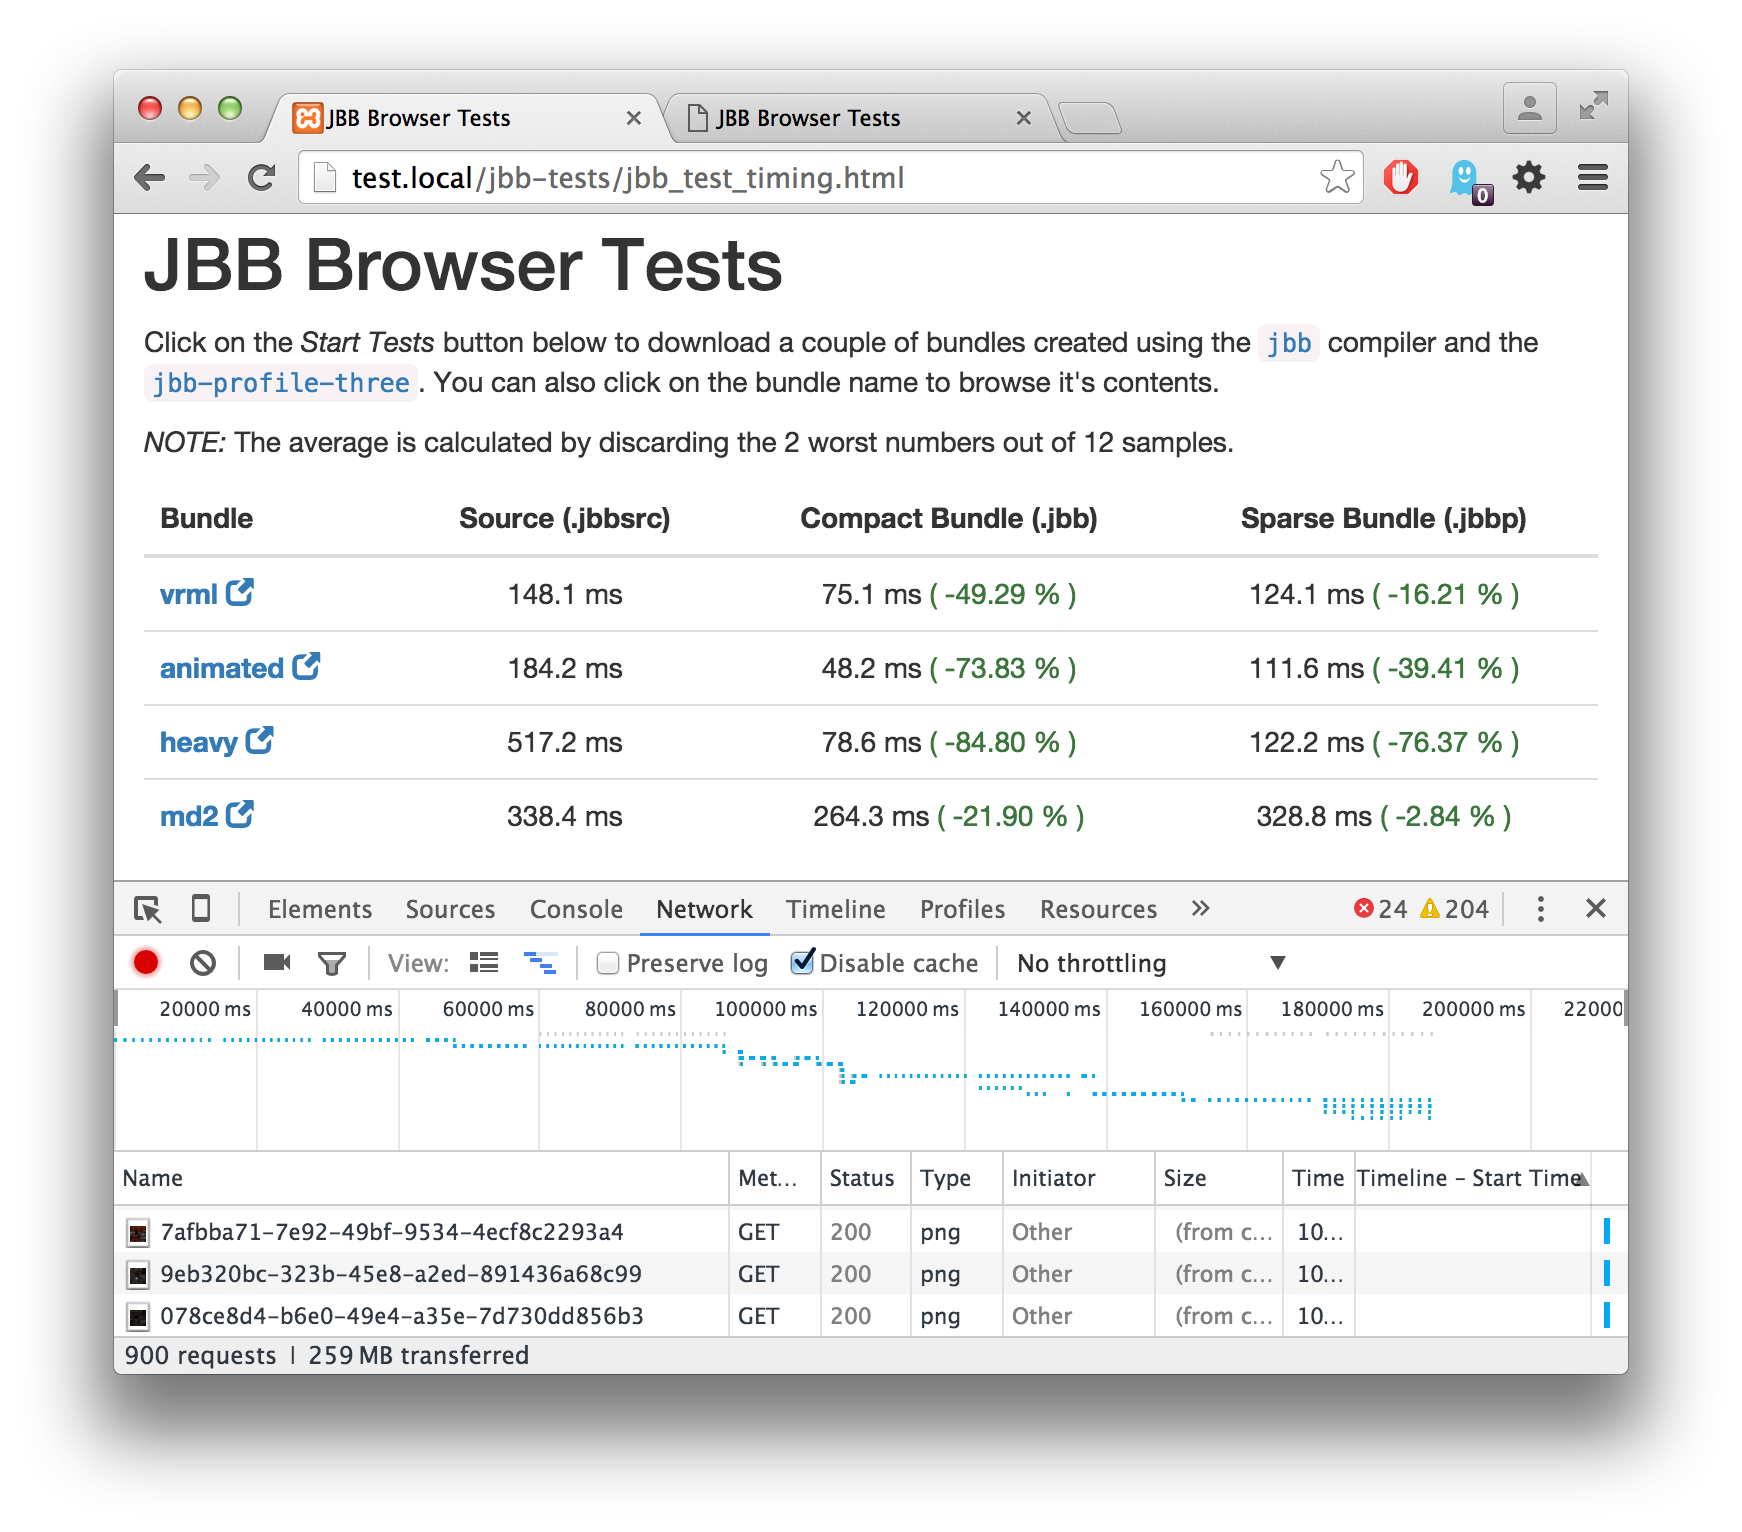 JBB Browser Tests
JBB Browser Tests
test.local/jbb-tests/jbb_test_timing.html
0
JBB Browser Tests
Click on the Start Tests button below to download a couple of bundles created using the jbb compiler and the
jbb-profile-three. You can also click on the bundle name to browse it's contents.
NOTE: The average is calculated by discarding the 2 worst numbers out of 12 samples.
Bundle Source (.jbbsrc) Compact Bundle (.jbb) Sparse Bundle (.jbbp)
vrml 148.1 ms 75.1 ms ( -49.29 % ) 124.1 ms ( -16.21 % )
animated 184.2 ms 48.2 ms ( -73.83 % ) 111.6 ms ( -39.41 % )
heavy 517.2 ms 78.6 ms ( -84.80 % ) 122.2 ms ( -76.37 % )
md2 338.4 ms 264.3 ms ( -21.90 % ) 328.8 ms ( -2.84 % )
Elements Sources Console Network Timeline Profiles Resources » 24 204
View: Preserve log Disable cache No throttling
20000 ms 40000 ms 60000 ms 80000 ms 100000 ms 120000 ms 140000 ms 160000 ms 180000 ms 200000 ms 22000
Name Met... Status Type Initiator Size Time Timeline – Start Time
7afbba71-7e92-49bf-9534-4ecf8c2293a4 GET 200 png Other (from c... 10...
9eb320bc-323b-45e8-a2ed-891436a68c99 GET 200 png Other (from c... 10...
078ce8d4-b6e0-49e4-a35e-7d730dd856b3 GET 200 png Other (from c... 10...
900 requests | 259 MB transferred